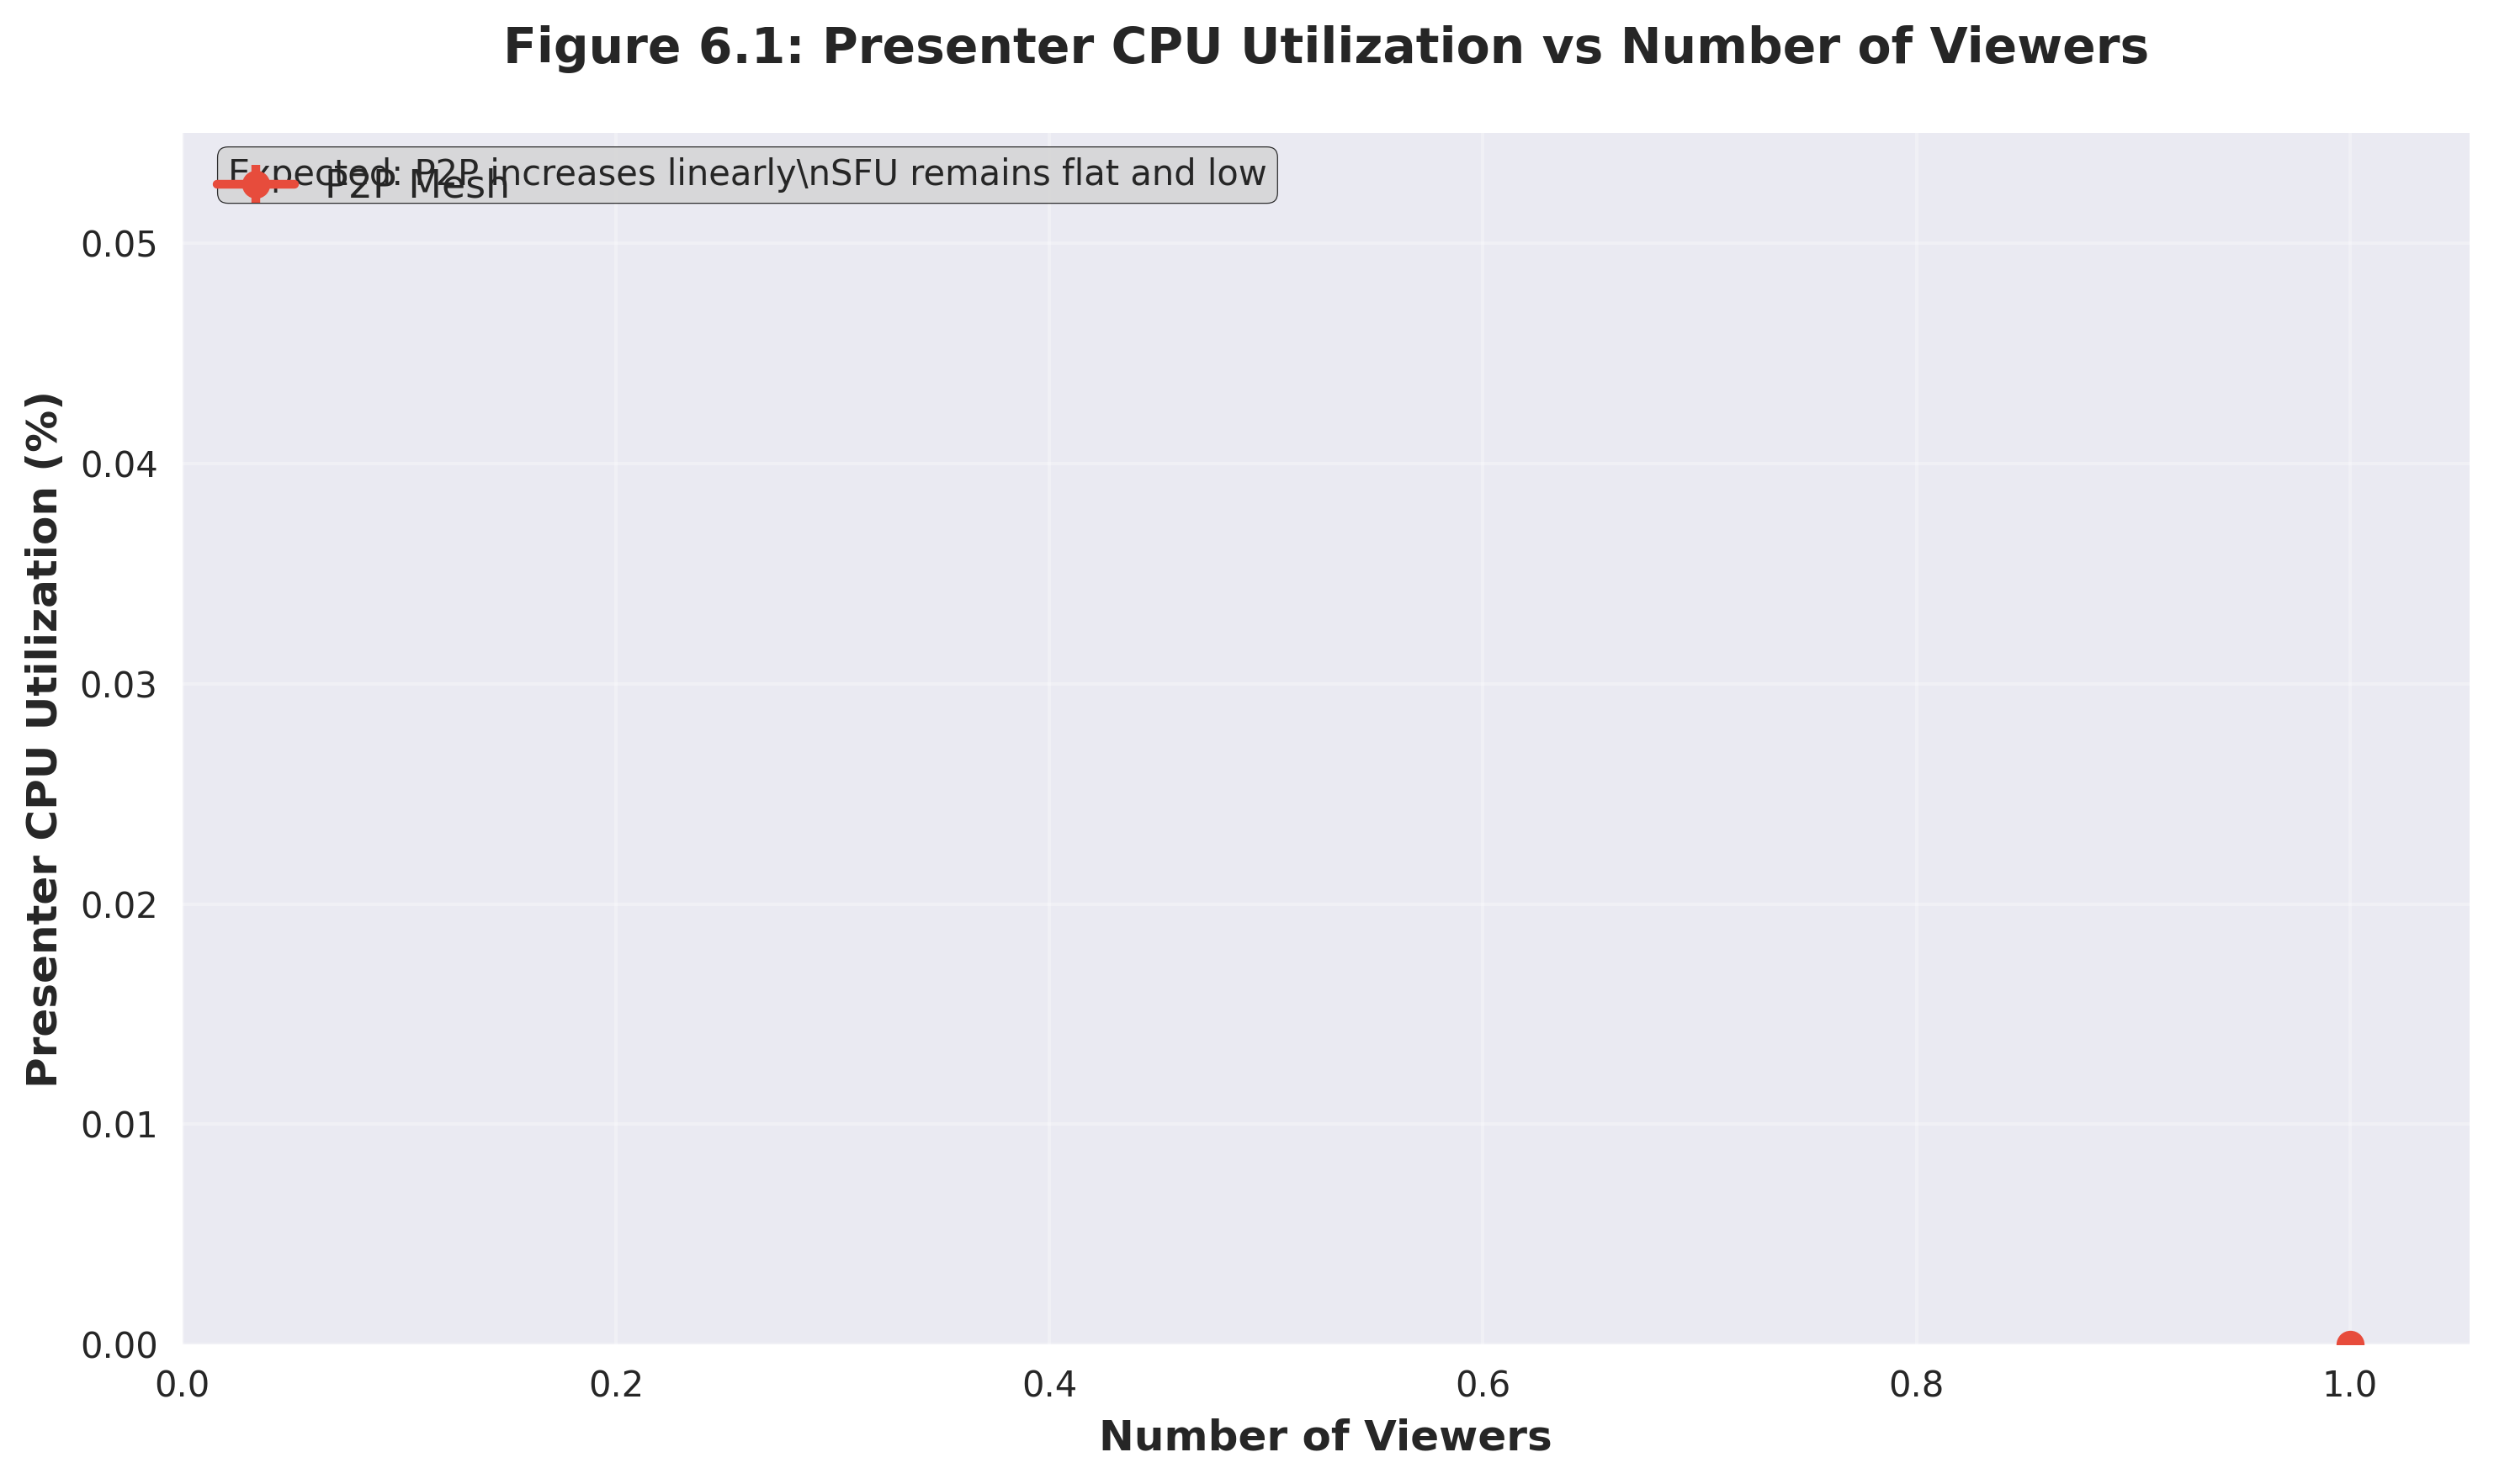 Figure 6.1: Presenter CPU Utilization vs Number of Viewers
Expected: P2P increases linearly\nSFU remains flat and low
P2P Mesh
Presenter CPU Utilization (%)
0.05
0.04
0.03
0.02
0.01
0.00
0.0 0.2 0.4 0.6 0.8 1.0
Number of Viewers